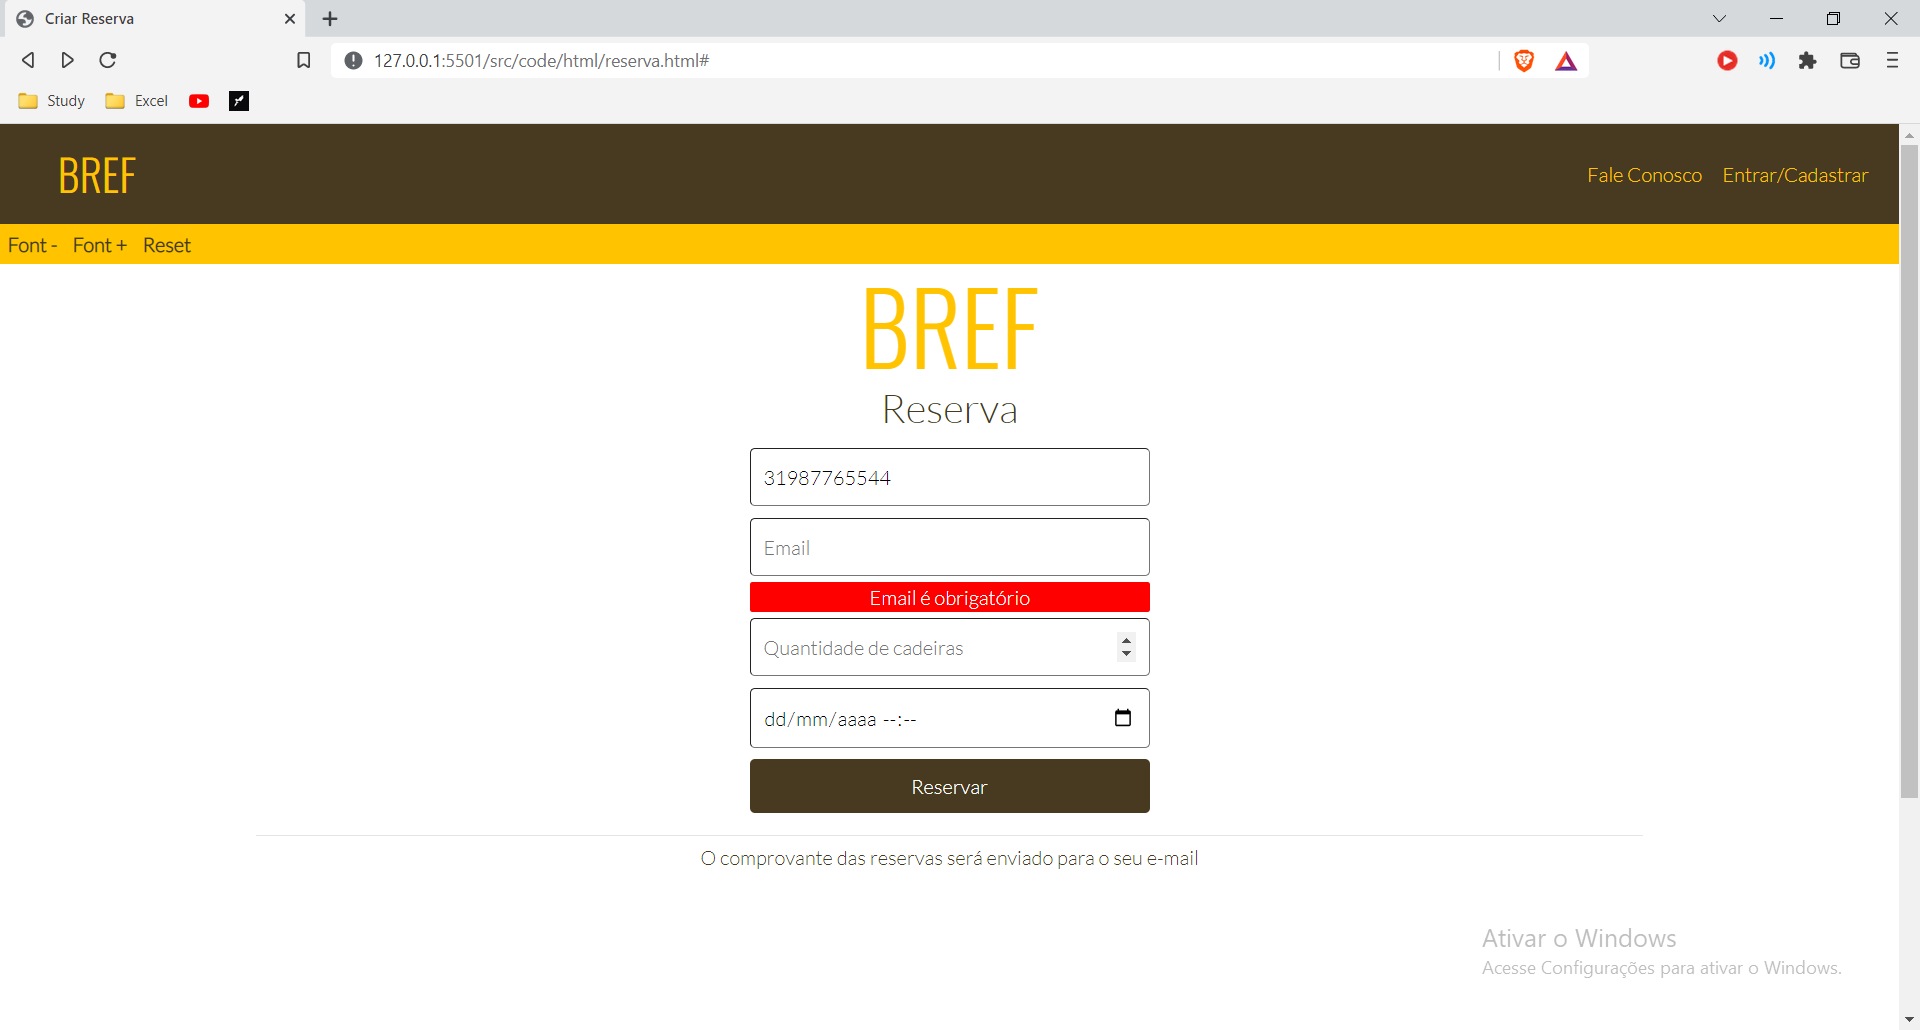 Criar Reserva
127.0.0.1:5501/src/code/html/reserva.html#
Study Excel
BREF Fale Conosco Entrar/Cadastrar
Font - Font + Reset
BREF
Reserva
31987765544
Email
Email é obrigatório
Quantidade de cadeiras
dd/mm/aaaa --:--
Reservar
O comprovante das reservas será enviado para o seu e-mail
Ativar o Windows
Acesse Configurações para ativar o Windows.